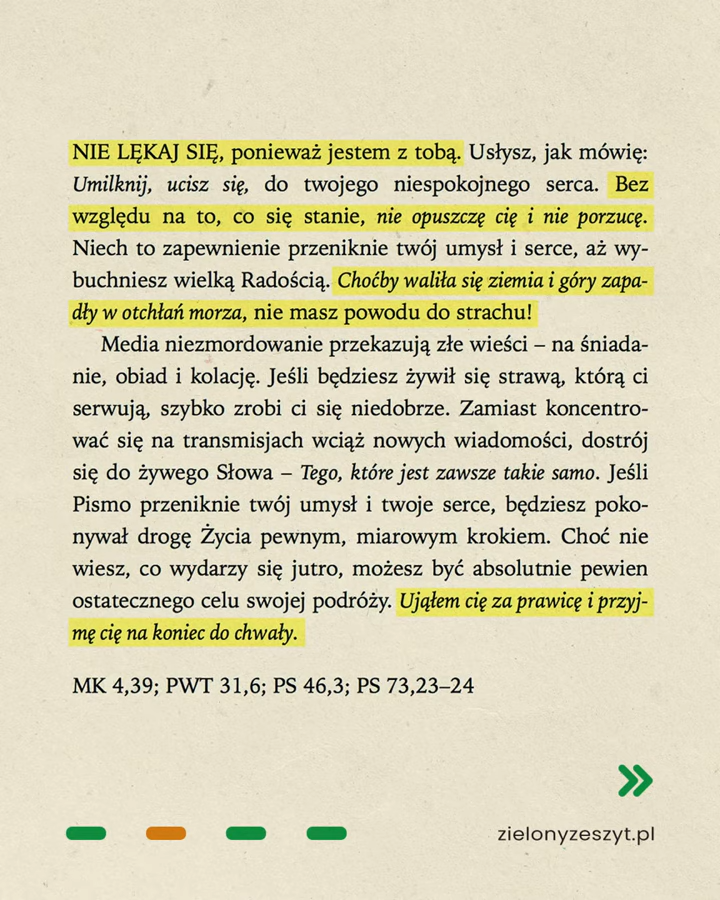 NIE LĘKAJ SIĘ, ponieważ jestem z tobą. Usłysz, jak mówię:
Umilknij, ucisz się, do twojego niespokojnego serca. Bez
względu na to, co się stanie, nie opuszczę cię i nie porzucę.
Niech to zapewnienie przeniknie twój umysł i serce, aż wy-
buchniesz wielką Radością. Choćby waliła się ziemia i góry zapa-
dły w otchłań morza, nie masz powodu do strachu!
Media niezmordowanie przekazują złe wieści – na śniada-
nie, obiad i kolację. Jeśli będziesz żywił się strawą, którą ci
serwują, szybko zrobi ci się niedobrze. Zamiast koncentro-
wać się na transmisjach wciąż nowych wiadomości, dostrój
się do żywego Słowa – Tego, które jest zawsze takie samo. Jeśli
Pismo przeniknie twój umysł i twoje serce, będziesz poko-
nywał drogę Życia pewnym, miarowym krokiem. Choć nie
wiesz, co wydarzy się jutro, możesz być absolutnie pewien
ostatecznego celu swojej podróży. Ująłem cię za prawicę i przyj-
mę cię na koniec do chwały.
MK 4,39; PWT 31,6; PS 46,3; PS 73,23–24
zielonyzeszyt.pl